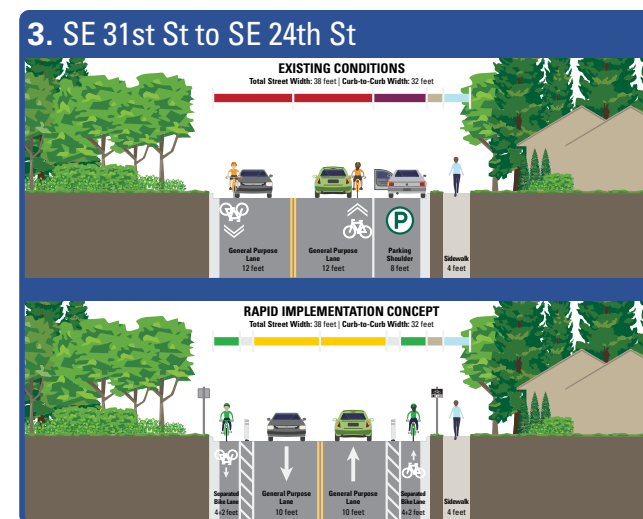 3. SE 31st St to SE 24th St
EXISTING CONDITIONS
Total Street Width: 38 feet | Curb-to-Curb Width: 32 feet
P
General Purpose
Lane
12 feet
General Purpose
Lane
12 feet
Parking
Shoulder
8 feet
Sidewalk
4 feet
RAPID IMPLEMENTATION CONCEPT
Total Street Width: 38 feet | Curb-to-Curb Width: 32 feet
Separated
Bike Lane
4+2 feet
General Purpose
Lane
10 feet
General Purpose
Lane
10 feet
Separated
Bike Lane
4+2 feet
Sidewalk
4 feet